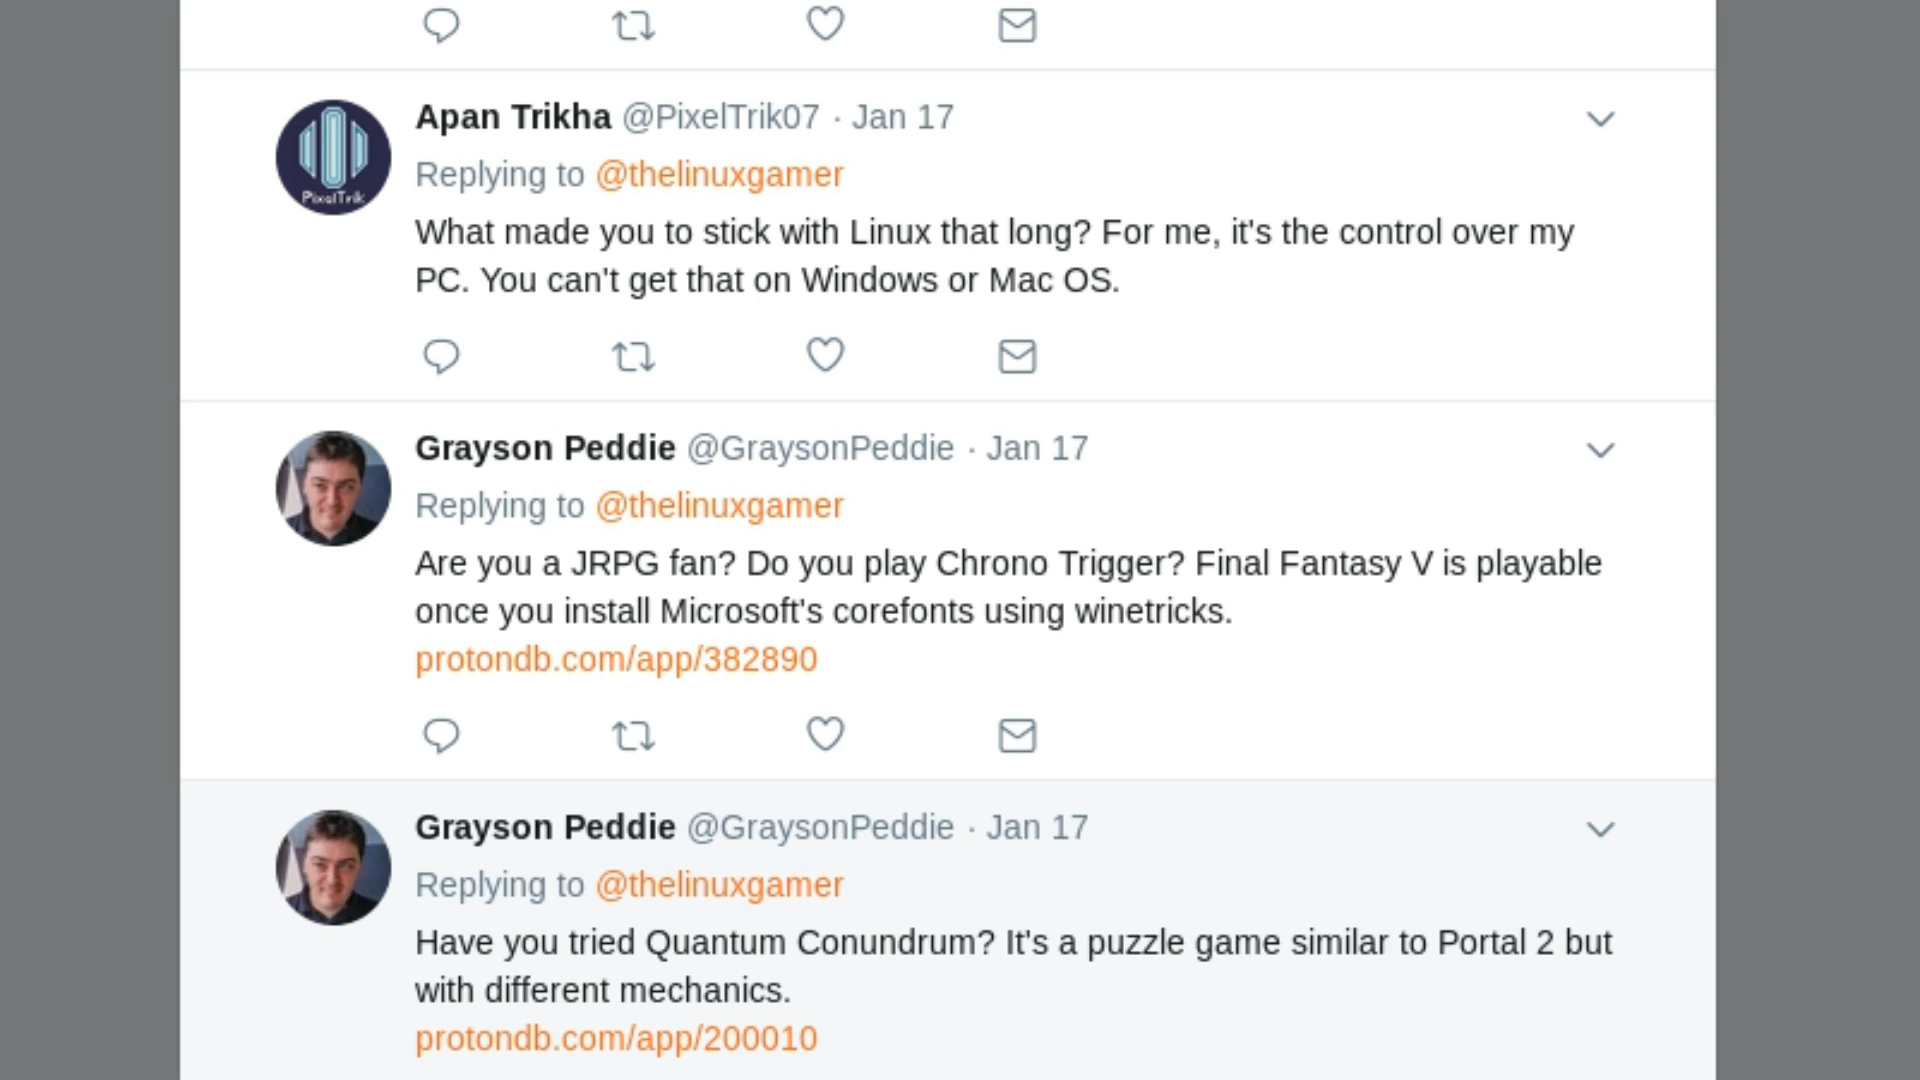 Apan Trikha @PixelTrik07 · Jan 17
Replying to @thelinuxgamer
PixelTrik
What made you to stick with Linux that long? For me, it's the control over my
PC. You can't get that on Windows or Mac OS.
Grayson Peddie @GraysonPeddie · Jan 17
Replying to @thelinuxgamer
Are you a JRPG fan? Do you play Chrono Trigger? Final Fantasy V is playable
once you install Microsoft's corefonts using winetricks.
protondb.com/app/382890
Grayson Peddie @GraysonPeddie · Jan 17
Replying to @thelinuxgamer
Have you tried Quantum Conundrum? It's a puzzle game similar to Portal 2 but
with different mechanics.
protondb.com/app/200010